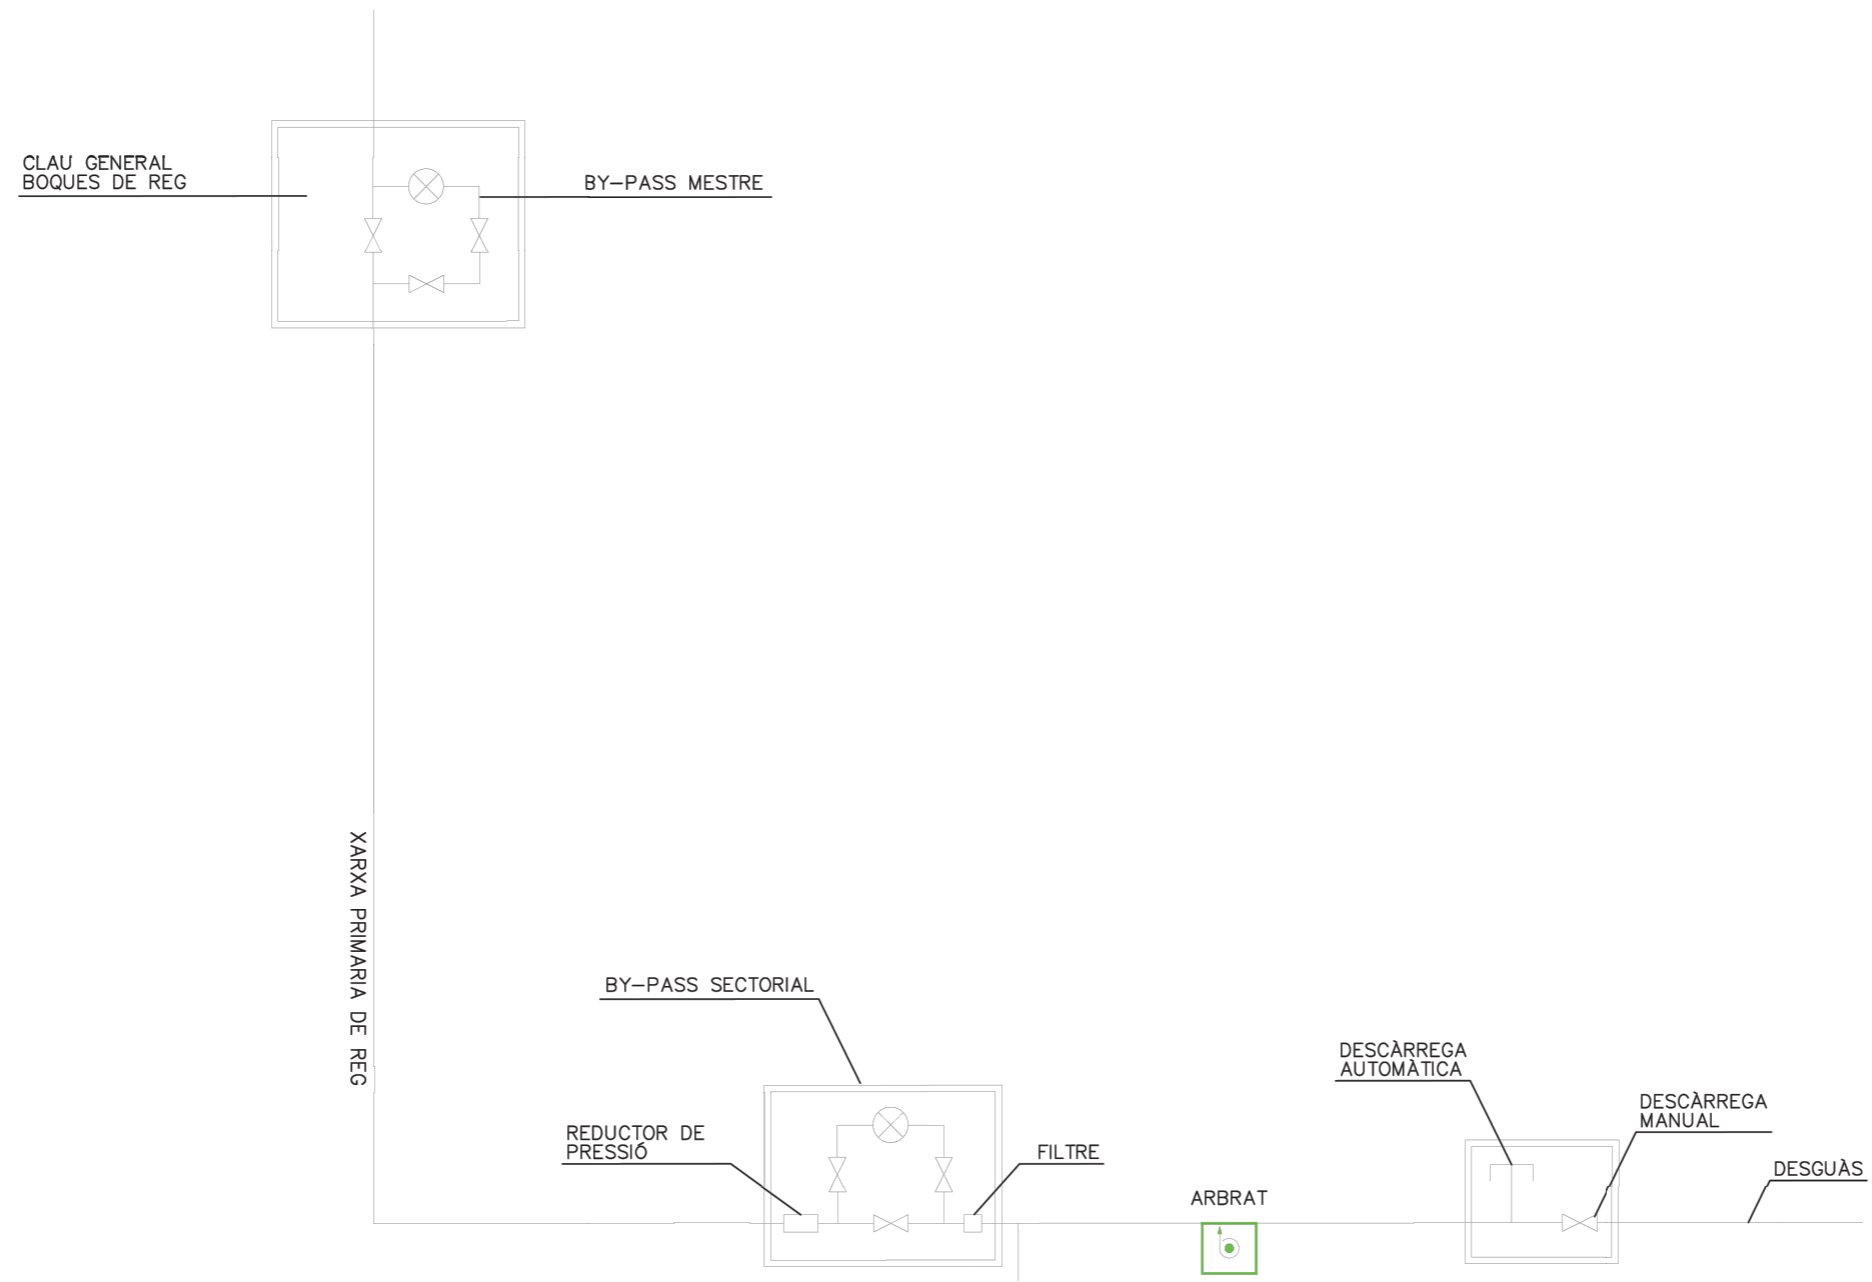 CLAU GENERAL
BOQUES DE REG
BY-PASS MESTRE
XARXA PRIMARIA DE REG
BY-PASS SECTORIAL
REDUCTOR DE
PRESSIÓ
FILTRE
ARBRAT
DESCÀRREGA
AUTOMÀTICA
DESCÀRREGA
MANUAL
DESGUÀS